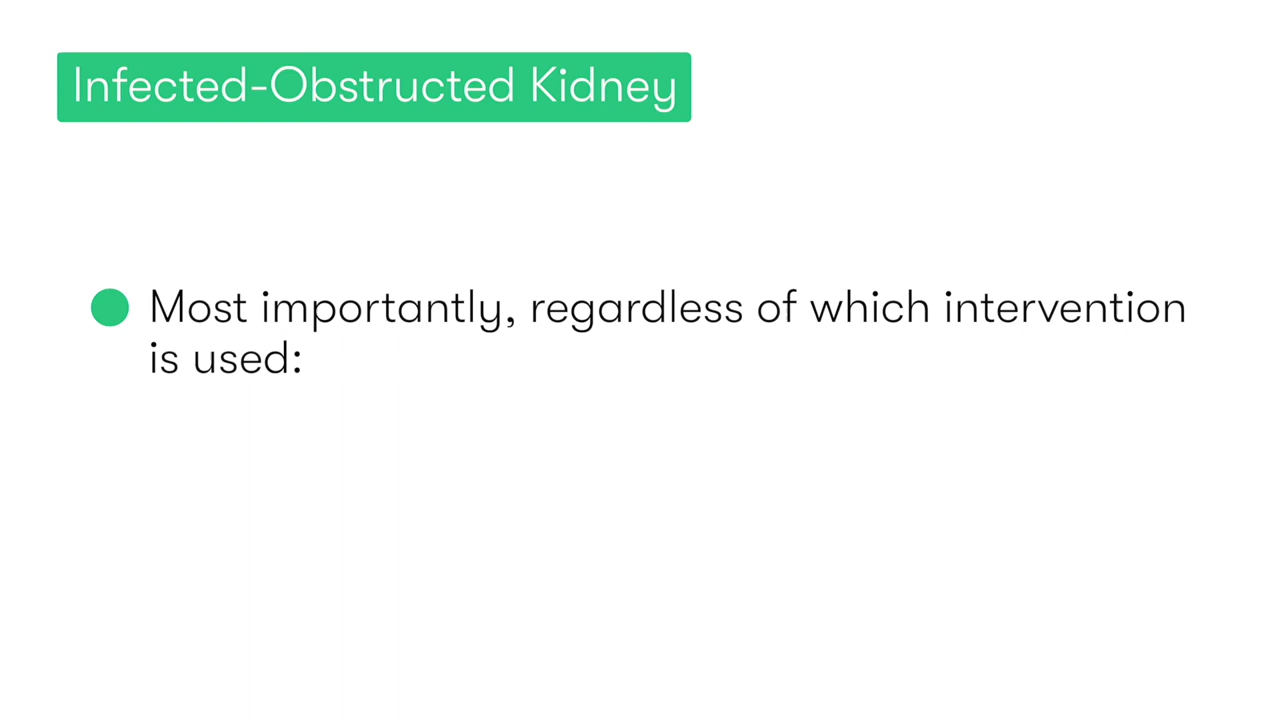 Infected-Obstructed Kidney
Most importantly, regardless of which intervention
is used: